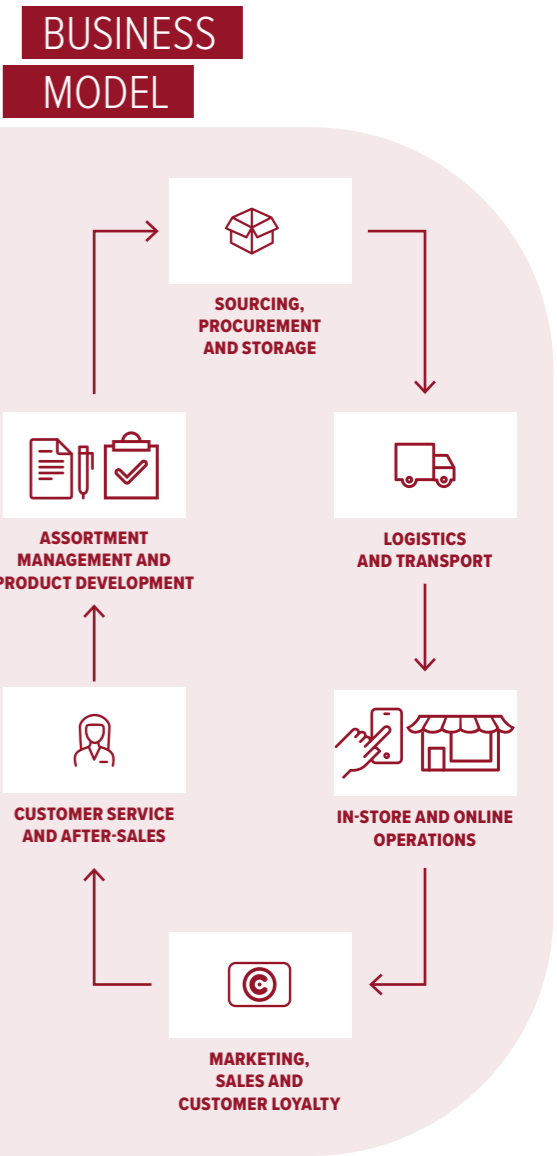 BUSINESS
MODEL
SOURCING,
PROCUREMENT
AND STORAGE
ASSORTMENT
MANAGEMENT AND
PRODUCT DEVELOPMENT
LOGISTICS
AND TRANSPORT
CUSTOMER SERVICE
AND AFTER-SALES
IN-STORE AND ONLINE
OPERATIONS
C
MARKETING,
SALES AND
CUSTOMER LOYALTY